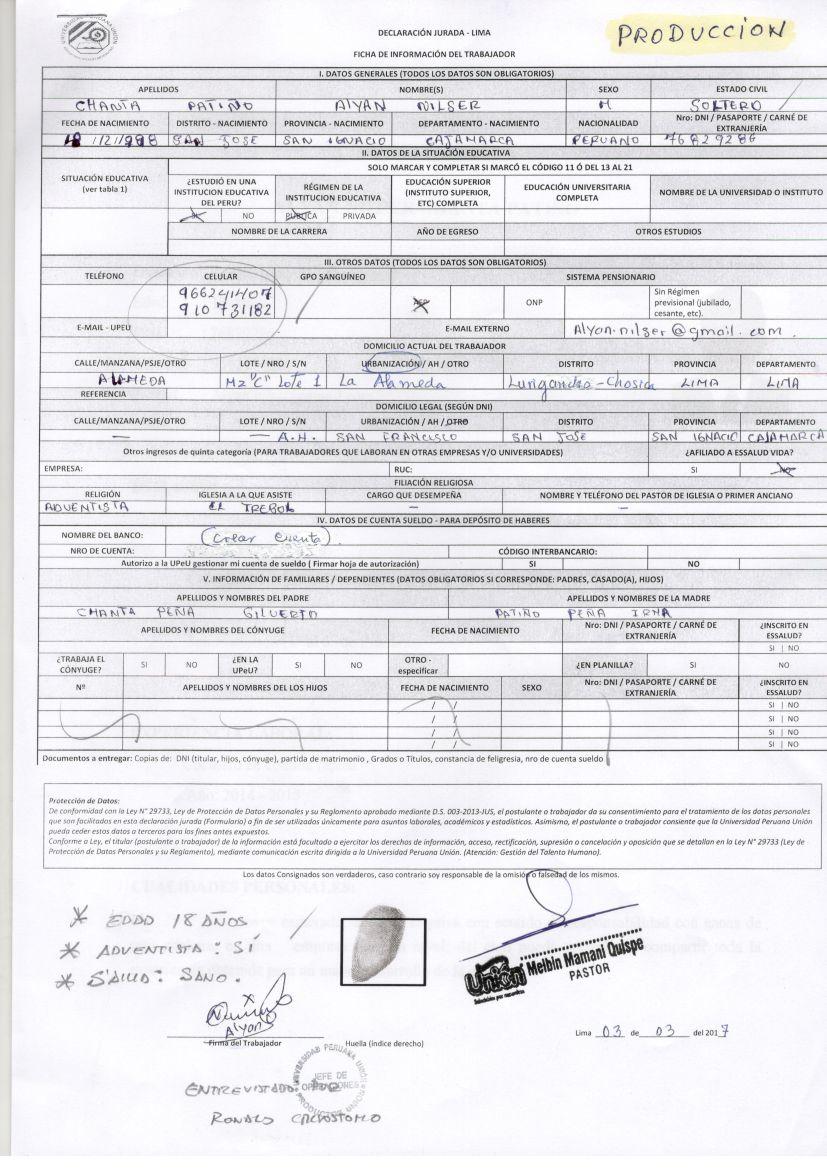 DECLARACIÓN JURADA - LIMA
PRODUCCION
FICHA DE INFORMACIÓN DEL TRABAJADOR
I. DATOS GENERALES (TODOS LOS DATOS SON OBLIGATORIOS)
APELLIDOS NOMBRE(S) SEXO ESTADO CIVIL
CHANTA PATIÑO AlYAN NILSER M SOLTERO
FECHA DE NACIMIENTO DISTRITO - NACIMIENTO PROVINCIA - NACIMIENTO DEPARTAMENTO - NACIMIENTO NACIONALIDAD Nro: DNI / PASAPORTE / CARNÉ DE EXTRANJERÍA
SAN JOSE SAN IGNACIO CAJAMARCA PERUANO 76829286
II. DATOS DE LA SITUACIÓN EDUCATIVA
SITUACIÓN EDUCATIVA (ver tabla 1) SOLO MARCAR Y COMPLETAR SI MARCÓ EL CÓDIGO 11 Ó DEL 13 AL 21
¿ESTUDIÓ EN UNA INSTITUCION EDUCATIVA DEL PERU? RÉGIMEN DE LA INSTITUCIÓN EDUCATIVA EDUCACIÓN SUPERIOR (INSTITUTO SUPERIOR, ETC) COMPLETA EDUCACIÓN UNIVERSITARIA COMPLETA NOMBRE DE LA UNIVERSIDAD O INSTITUTO
NO PÚBLICA PRIVADA
NOMBRE DE LA CARRERA AÑO DE EGRESO OTROS ESTUDIOS
III. OTROS DATOS (TODOS LOS DATOS SON OBLIGATORIOS)
TELÉFONO CELULAR GPO SANGUÍNEO SISTEMA PENSIONARIO
966241407
910731182
AFP ONP Sin Régimen previsional (jubilado, cesante, etc).
E-MAIL - UPEU E-MAIL EXTERNO Alyan.nilser@gmail.com.
DOMICILIO ACTUAL DEL TRABAJADOR
CALLE/MANZANA/PSJE/OTRO LOTE / NRO / S/N URBANIZACIÓN / AH / OTRO DISTRITO PROVINCIA DEPARTAMENTO
ALAMEDA Mz "C" Lote 1 La Alameda Lurigancho-Chosica LIMA LIMA
REFERENCIA
DOMICILIO LEGAL (SEGÚN DNI)
CALLE/MANZANA/PSJE/OTRO LOTE / NRO / S/N URBANIZACIÓN / AH / OTRO DISTRITO PROVINCIA DEPARTAMENTO
— — A.H. SAN FRANCISCO SAN JOSE SAN IGNACIO CAJAMARCA
Otros ingresos de quinta categoría (PARA TRABAJADORES QUE LABORAN EN OTRAS EMPRESAS Y/O UNIVERSIDADES) ¿AFILIADO A ESSALUD VIDA?
EMPRESA: RUC: SI NO
FILIACIÓN RELIGIOSA
RELIGIÓN IGLESIA A LA QUE ASISTE CARGO QUE DESEMPEÑA NOMBRE Y TELÉFONO DEL PASTOR DE IGLESIA O PRIMER ANCIANO
ADVENTISTA EL TREBOL — —
IV. DATOS DE CUENTA SUELDO - PARA DEPÓSITO DE HABERES
NOMBRE DEL BANCO: (Crear Cuenta)
NRO DE CUENTA: CÓDIGO INTERBANCARIO:
Autorizo a la UPeU gestionar mi cuenta de sueldo ( Firmar hoja de autorización) SI NO
V. INFORMACIÓN DE FAMILIARES / DEPENDIENTES (DATOS OBLIGATORIOS SI CORRESPONDE: PADRES, CASADO(A), HIJOS)
APELLIDOS Y NOMBRES DEL PADRE APELLIDOS Y NOMBRES DE LA MADRE
CHANTA PEÑA GILVERTO PATIÑO PEÑA IRMA
APELLIDOS Y NOMBRES DEL CÓNYUGE FECHA DE NACIMIENTO Nro: DNI / PASAPORTE / CARNÉ DE EXTRANJERÍA ¿INSCRITO EN ESSALUD?
SI | NO
¿TRABAJA EL CÓNYUGE? SI NO ¿EN LA UPeU? SI NO OTRO - especificar ¿EN PLANILLA? SI NO
Nº APELLIDOS Y NOMBRES DEL LOS HIJOS FECHA DE NACIMIENTO SEXO Nro: DNI / PASAPORTE / CARNÉ DE EXTRANJERÍA ¿INSCRITO EN ESSALUD?
/ / SI | NO
/ / SI | NO
/ / SI | NO
/ / SI | NO
Documentos a entregar: Copias de: DNI (titular, hijos, cónyuge), partida de matrimonio , Grados o Títulos, constancia de feligresia, nro de cuenta sueldo
Protección de Datos:
De conformidad con la Ley N° 29733, Ley de Protección de Datos Personales y su Reglamento aprobado mediante D.S. 003-2013-JUS, el postulante o trabajador da su consentimiento para el tratamiento de los datos personales
que son facilitados en esta declaración jurada (Formulario) a fin de ser utilizados únicamente para asuntos laborales, académicos y estadísticos. Asimismo, el postulante o trabajador consiente que la Universidad Peruana Unión
pueda ceder estos datos a terceros para los fines antes expuestos.
Conforme a Ley, el titular (postulante o trabajador) de la información está facultado a ejercitar los derechos de información, acceso, rectificación, supresión o cancelación y oposición que se detallan en la Ley N° 29733 (Ley de
Protección de Datos Personales y su Reglamento), mediante comunicación escrita dirigida a la Universidad Peruana Unión. (Atención: Gestión del Talento Humano).
Los datos Consignados son verdaderos, caso contrario soy responsable de la omisión o falsedad de los mismos.
CUALIDADES PERSONALES:
* EDAD 18 AÑOS
* ADVENTISTA: SÍ
* SALUD: SANO.
Unión
Melbin Mamani Quispe
PASTOR
Alyan
Firma del Trabajador Huella (índice derecho)
Lima 03 de 03 del 2017
UNIVERSIDAD PERUANA UNIÓN
JEFE DE OPERACIONES
PRODUCTOS UNION
ENTREVISTADO:
RONALD CRISOSTOMO